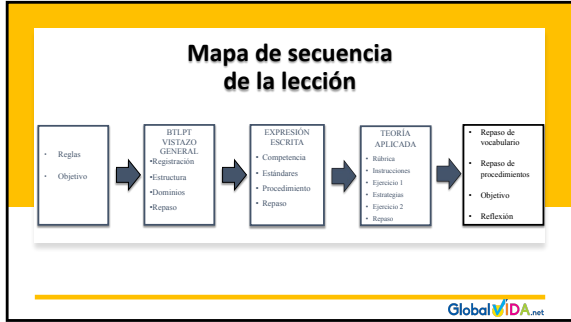 Mapa de secuencia
de la lección
• Reglas
• Objetivo
BTLPT
VISTAZO
GENERAL
•Registración
•Estructura
•Dominios
•Repaso
EXPRESIÓN
ESCRITA
• Competencia
• Estándares
• Procedimiento
• Repaso
TEORÍA
APLICADA
• Rúbrica
• Instrucciones
• Ejercicio 1
• Estrategias
• Ejercicio 2
• Repaso
• Repaso de
vocabulario
• Repaso de
procedimientos
• Objetivo
• Reflexión
Global VIDA.net